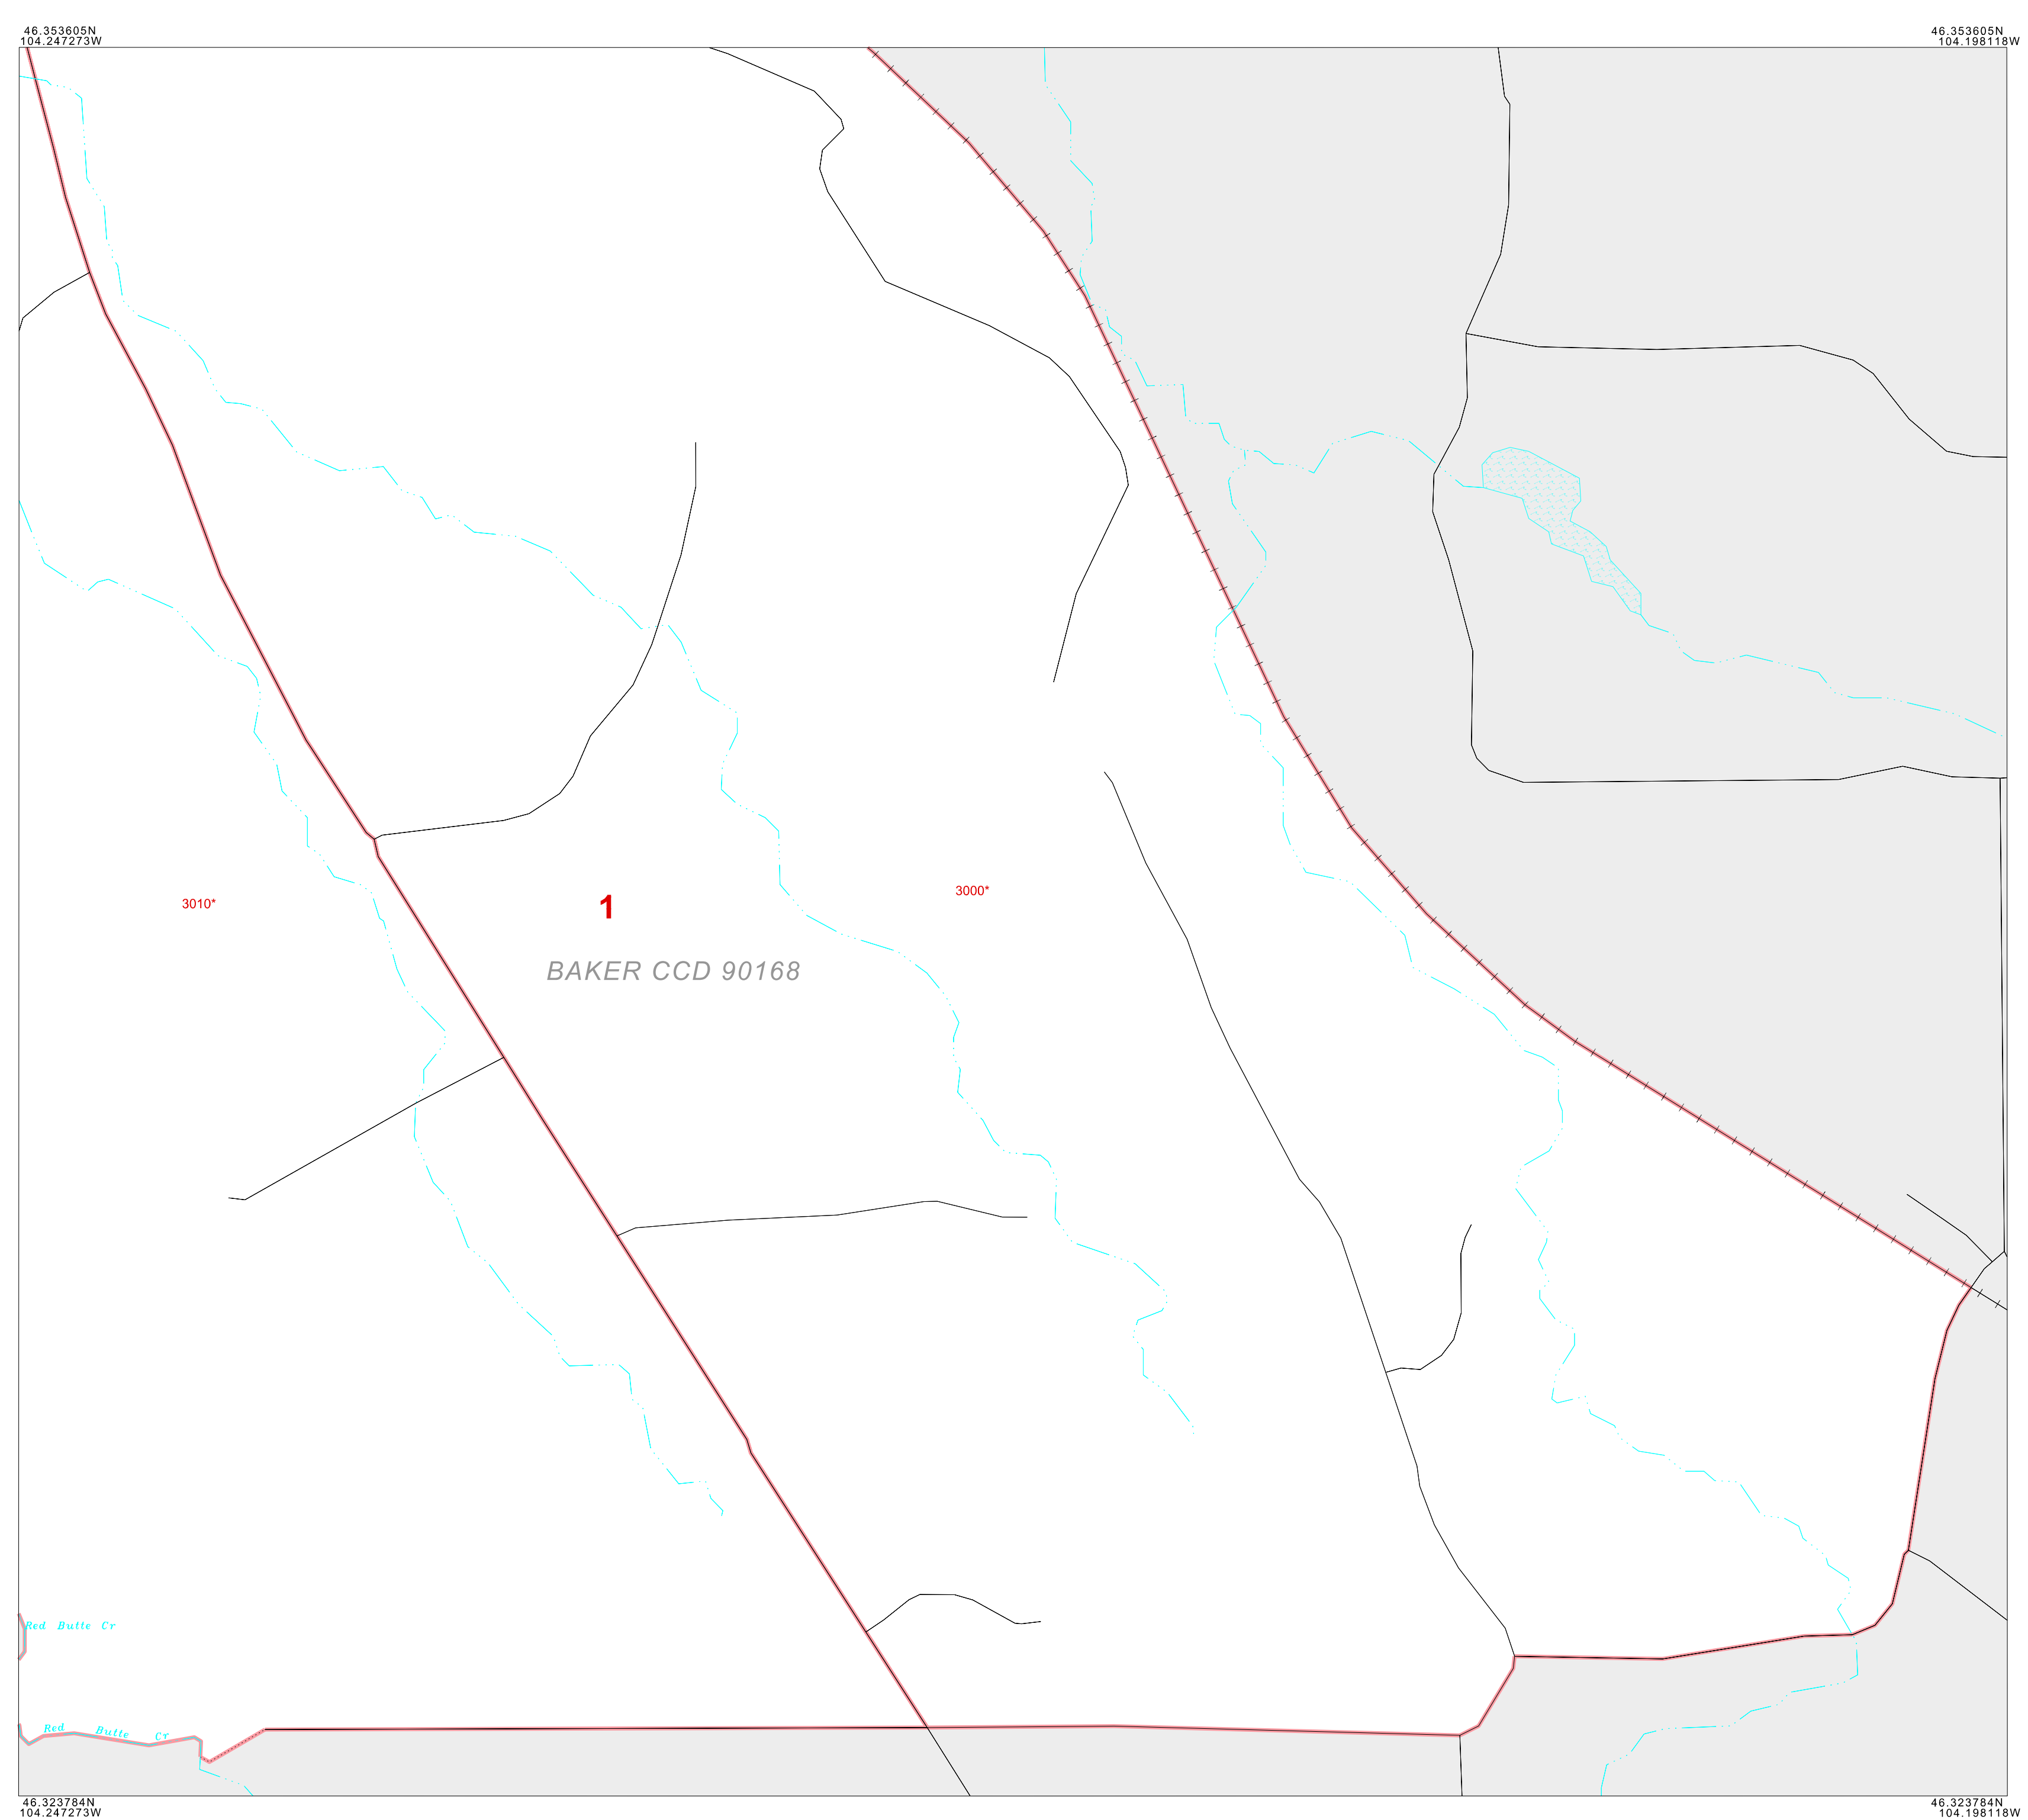 46.353605N
104.247273W
46.353605N
104.198118W
3010*
1
3000*
BAKER CCD 90168
Red Butte Cr
Red Butte Cr
46.323784N
104.247273W
46.323784N
104.198118W